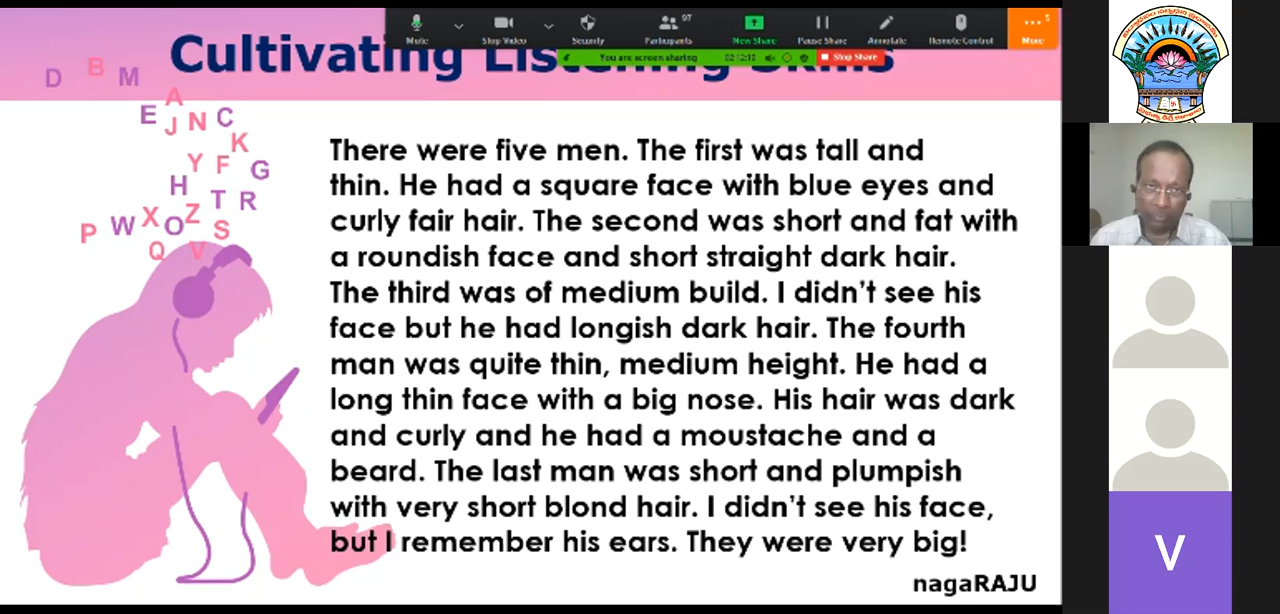 Mute
Stop Video
Security
Participants
97
New Share
Pause Share
Annotate
Remote Control
More
5
You are screen sharing
02:12:19
Stop Share
Cultivating Listening Skills
D B M
A
E J N C
K
Y F G
H T R
P W X O Z S
Q V
There were five men. The first was tall and
thin. He had a square face with blue eyes and
curly fair hair. The second was short and fat with
a roundish face and short straight dark hair.
The third was of medium build. I didn't see his
face but he had longish dark hair. The fourth
man was quite thin, medium height. He had a
long thin face with a big nose. His hair was dark
and curly and he had a moustache and a
beard. The last man was short and plumpish
with very short blond hair. I didn't see his face,
but I remember his ears. They were very big!
nagaRAJU
V